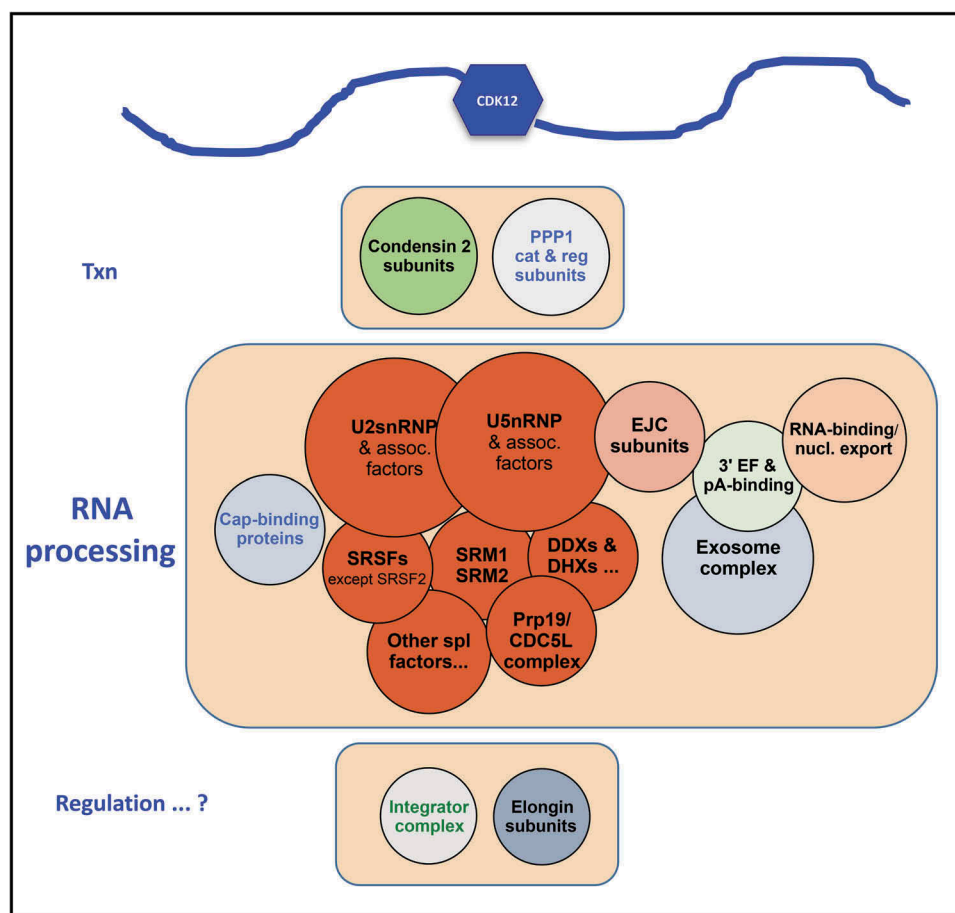 CDK12
Txn
Condensin 2
subunits
PPP1
cat & reg
subunits
RNA
processing
U2snRNP
& assoc.
factors
U5nRNP
& assoc.
factors
EJC
subunits
3' EF &
pA-binding
RNA-binding/
nucl. export
Cap-binding
proteins
SRSFs
except SRSF2
SRM1
SRM2
DDXs &
DHXs ...
Exosome
complex
Other spl
factors...
Prp19/
CDC5L
complex
Regulation ... ?
Integrator
complex
Elongin
subunits